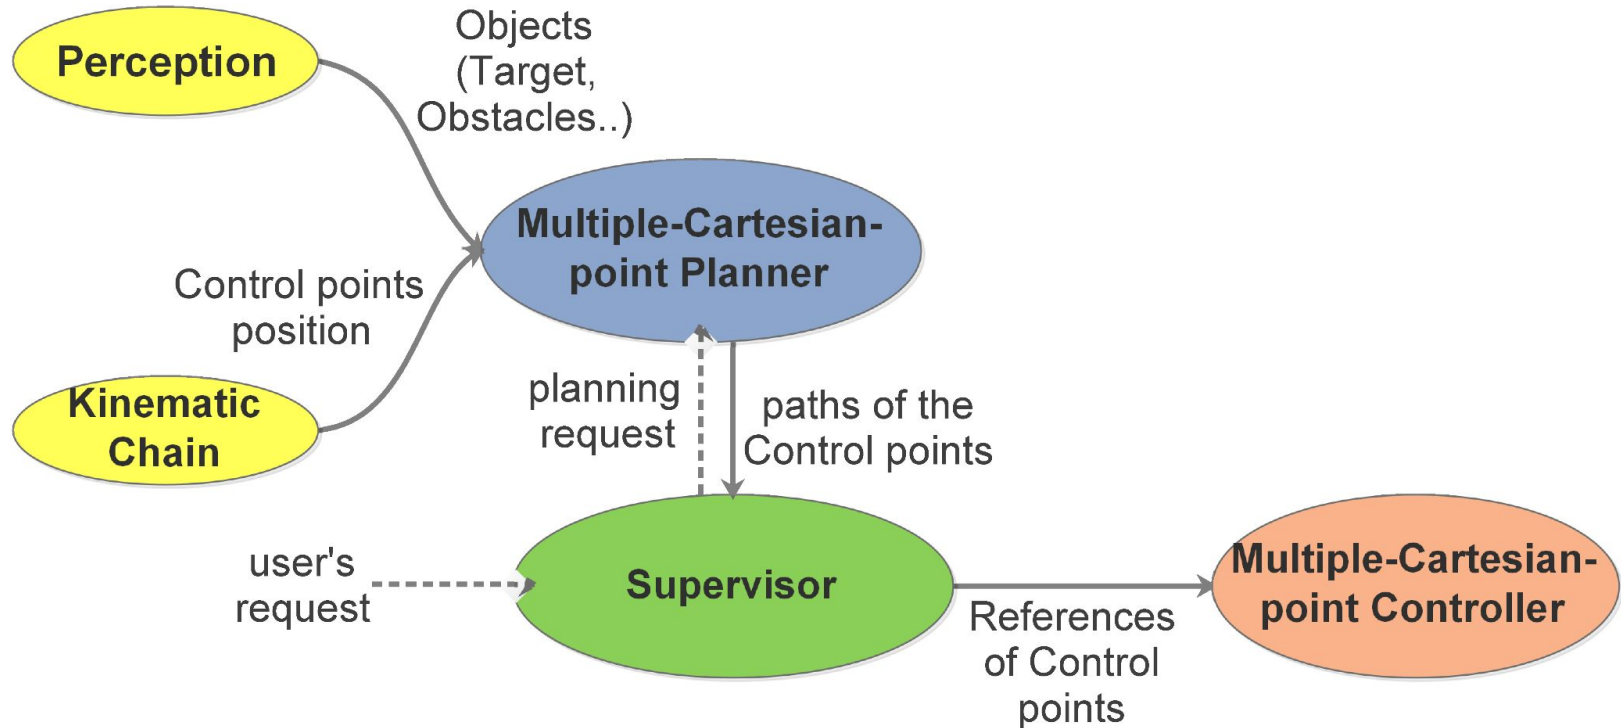 Perception
Objects
(Target,
Obstacles..)
Multiple-Cartesian-
point Planner
Control points
position
Kinematic
Chain
planning
request
paths of the
Control points
user's
request
Supervisor
References
of Control
points
Multiple-Cartesian-
point Controller